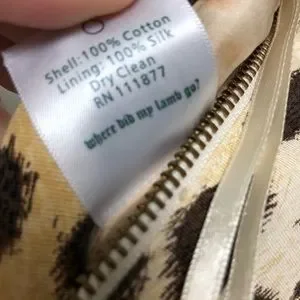 Shell:100% Cotton
Lining: 100% Silk
Dry Clean
RN 111877
where did my lamb go?